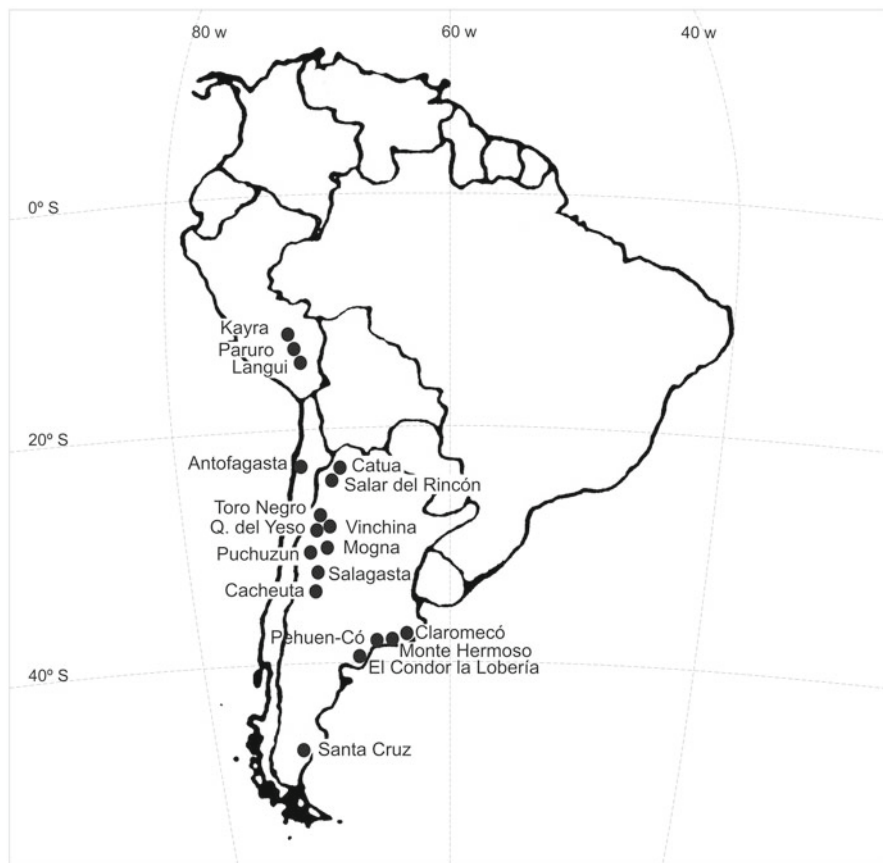 80 w
60 w
40 w
0º S
Kayra
Paruro
Langui
20º S
Antofagasta
Catua
Salar del Rincón
Toro Negro
Q. del Yeso
Vinchina
Puchuzun
Mogna
Salagasta
Cacheuta
Pehuen-Có
Claromecó
Monte Hermoso
El Condor la Lobería
40º S
Santa Cruz